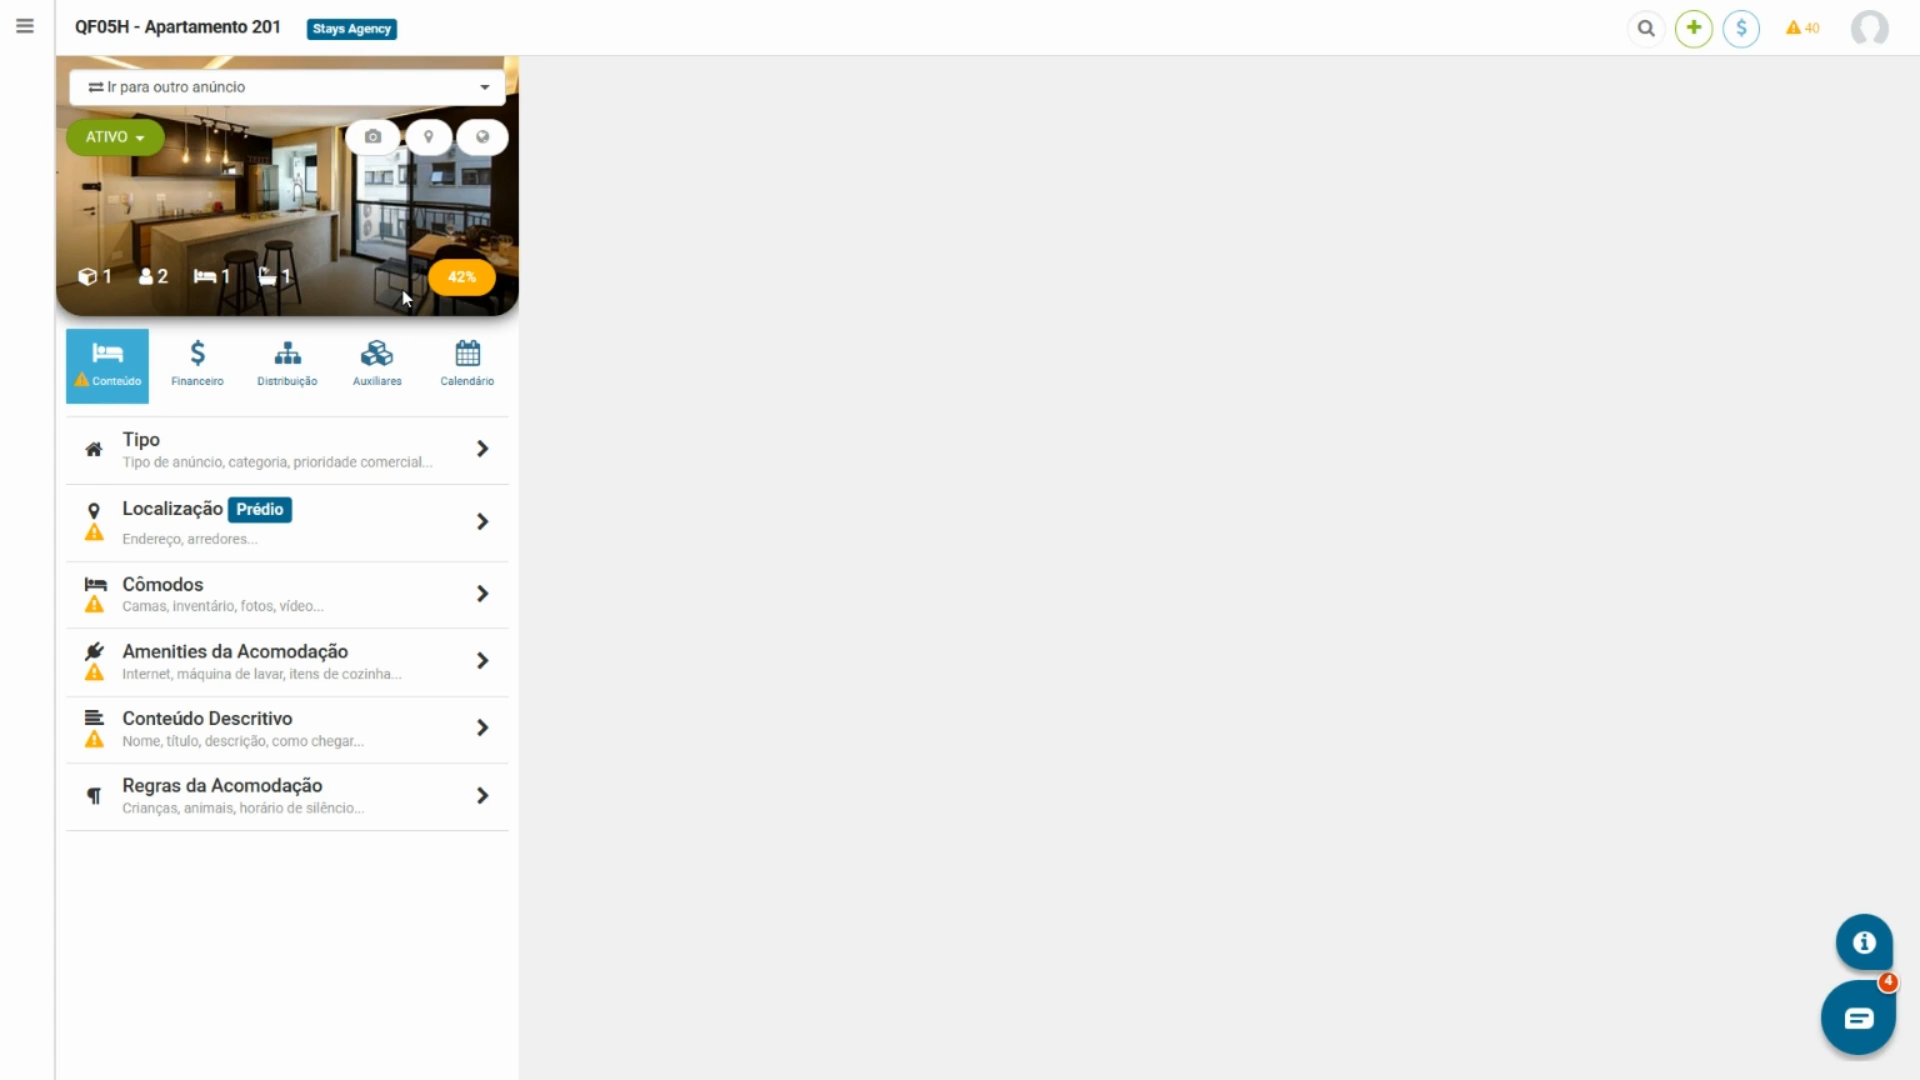 QF05H - Apartamento 201
Stays Agency
$
40
Ir para outro anúncio
ATIVO
1
2
1
1
42%
Conteúdo
Financeiro
Distribuição
Auxiliares
Calendário
Tipo
Tipo de anúncio, categoria, prioridade comercial...
Localização Prédio
Endereço, arredores...
Cômodos
Camas, inventário, fotos, vídeo...
Amenities da Acomodação
Internet, máquina de lavar, itens de cozinha...
Conteúdo Descritivo
Nome, título, descrição, como chegar...
Regras da Acomodação
Crianças, animais, horário de silêncio...
4